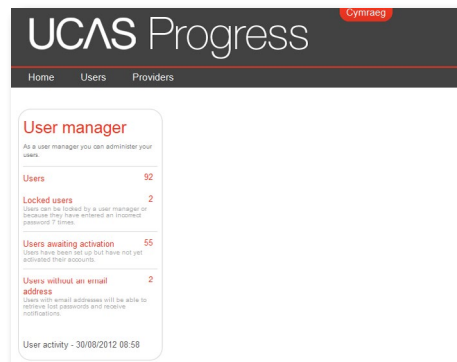 Cymraeg
UCAS Progress
Home Users Providers
User manager
As a user manager you can administer your
users.
Users 92
Locked users 2
Users can be locked by a user manager or
because they have entered an incorrect
password 7 times.
Users awaiting activation 55
Users have been set up but have not yet
activated their accounts.
Users without an email 2
address
Users with email addresses will be able to
retrieve lost passwords and receive
notifications
User activity - 30/08/2012 08:58